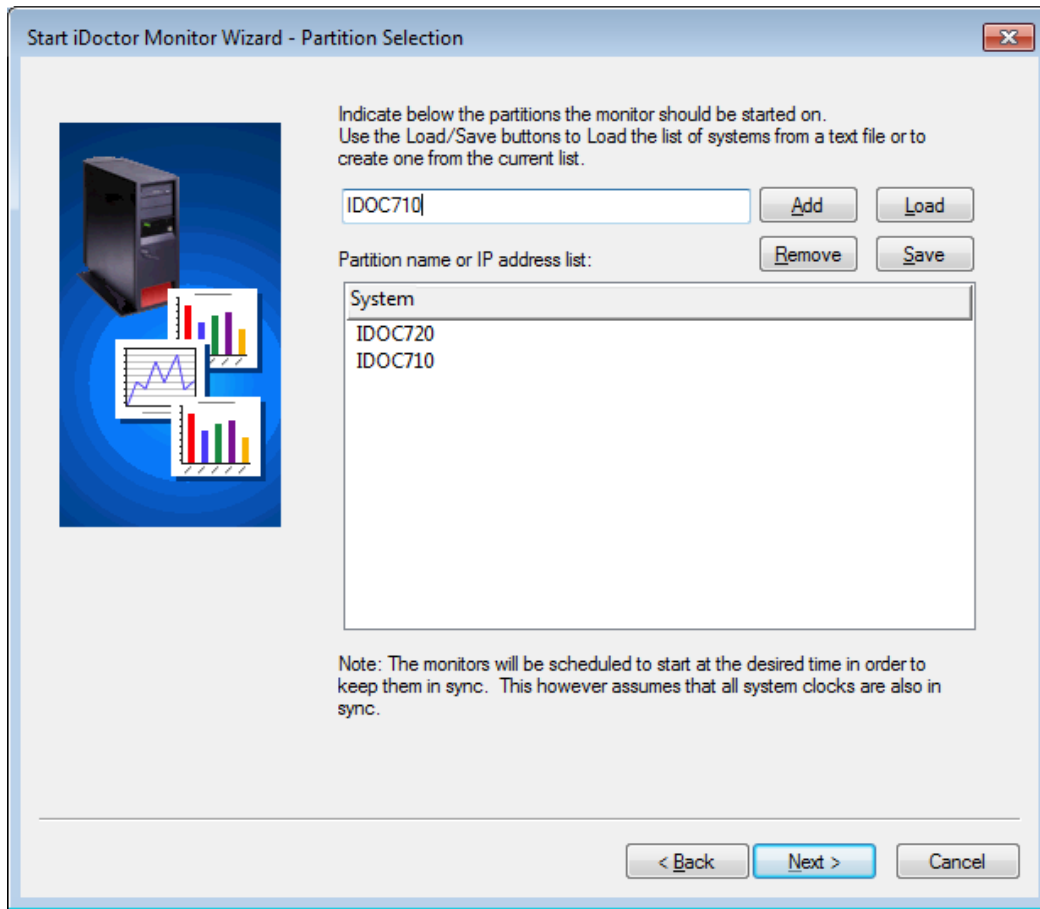 Start iDoctor Monitor Wizard - Partition Selection
Indicate below the partitions the monitor should be started on.
Use the Load/Save buttons to Load the list of systems from a text file or to
create one from the current list.
IDOC710
Add
Load
Partition name or IP address list:
Remove
Save
System
IDOC720
IDOC710
Note: The monitors will be scheduled to start at the desired time in order to
keep them in sync.  This however assumes that all system clocks are also in
sync.
< Back
Next >
Cancel